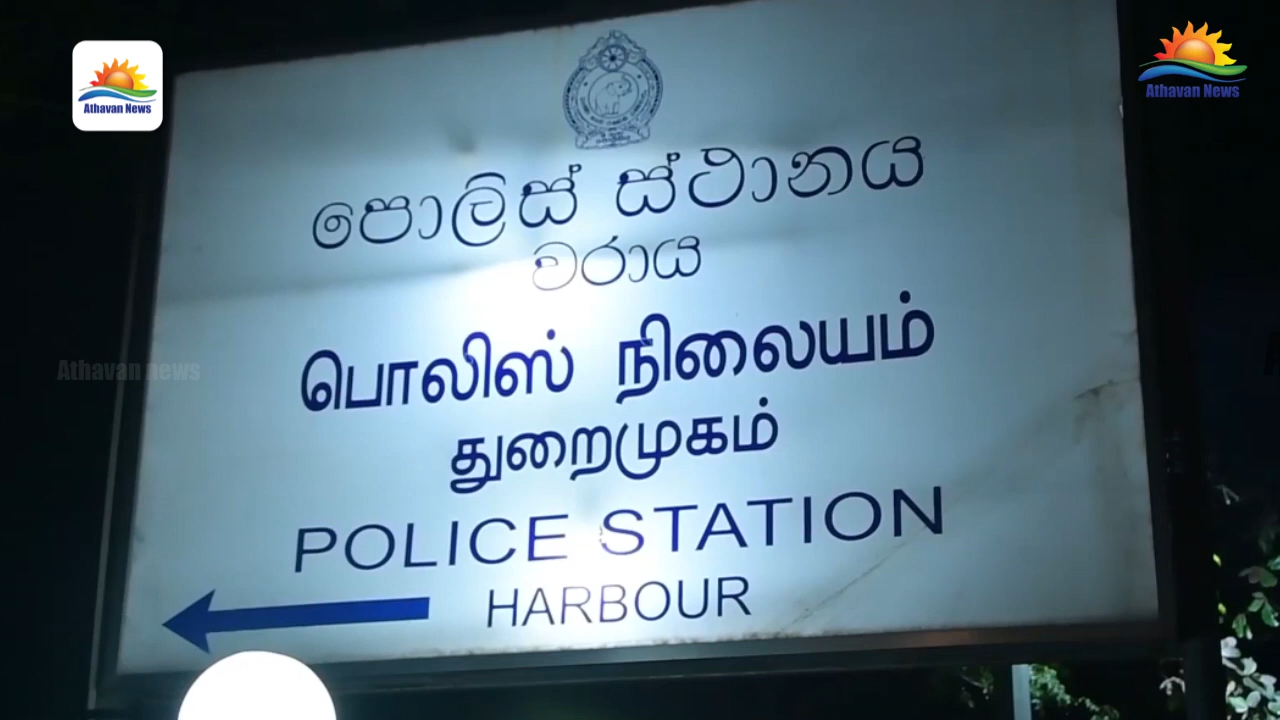 Athavan News
Athavan News
පොලිස් ස්ථානය
වරාය
பொலிஸ் நிலையம்
Athavan news
துறைமுகம்
POLICE STATION
HARBOUR